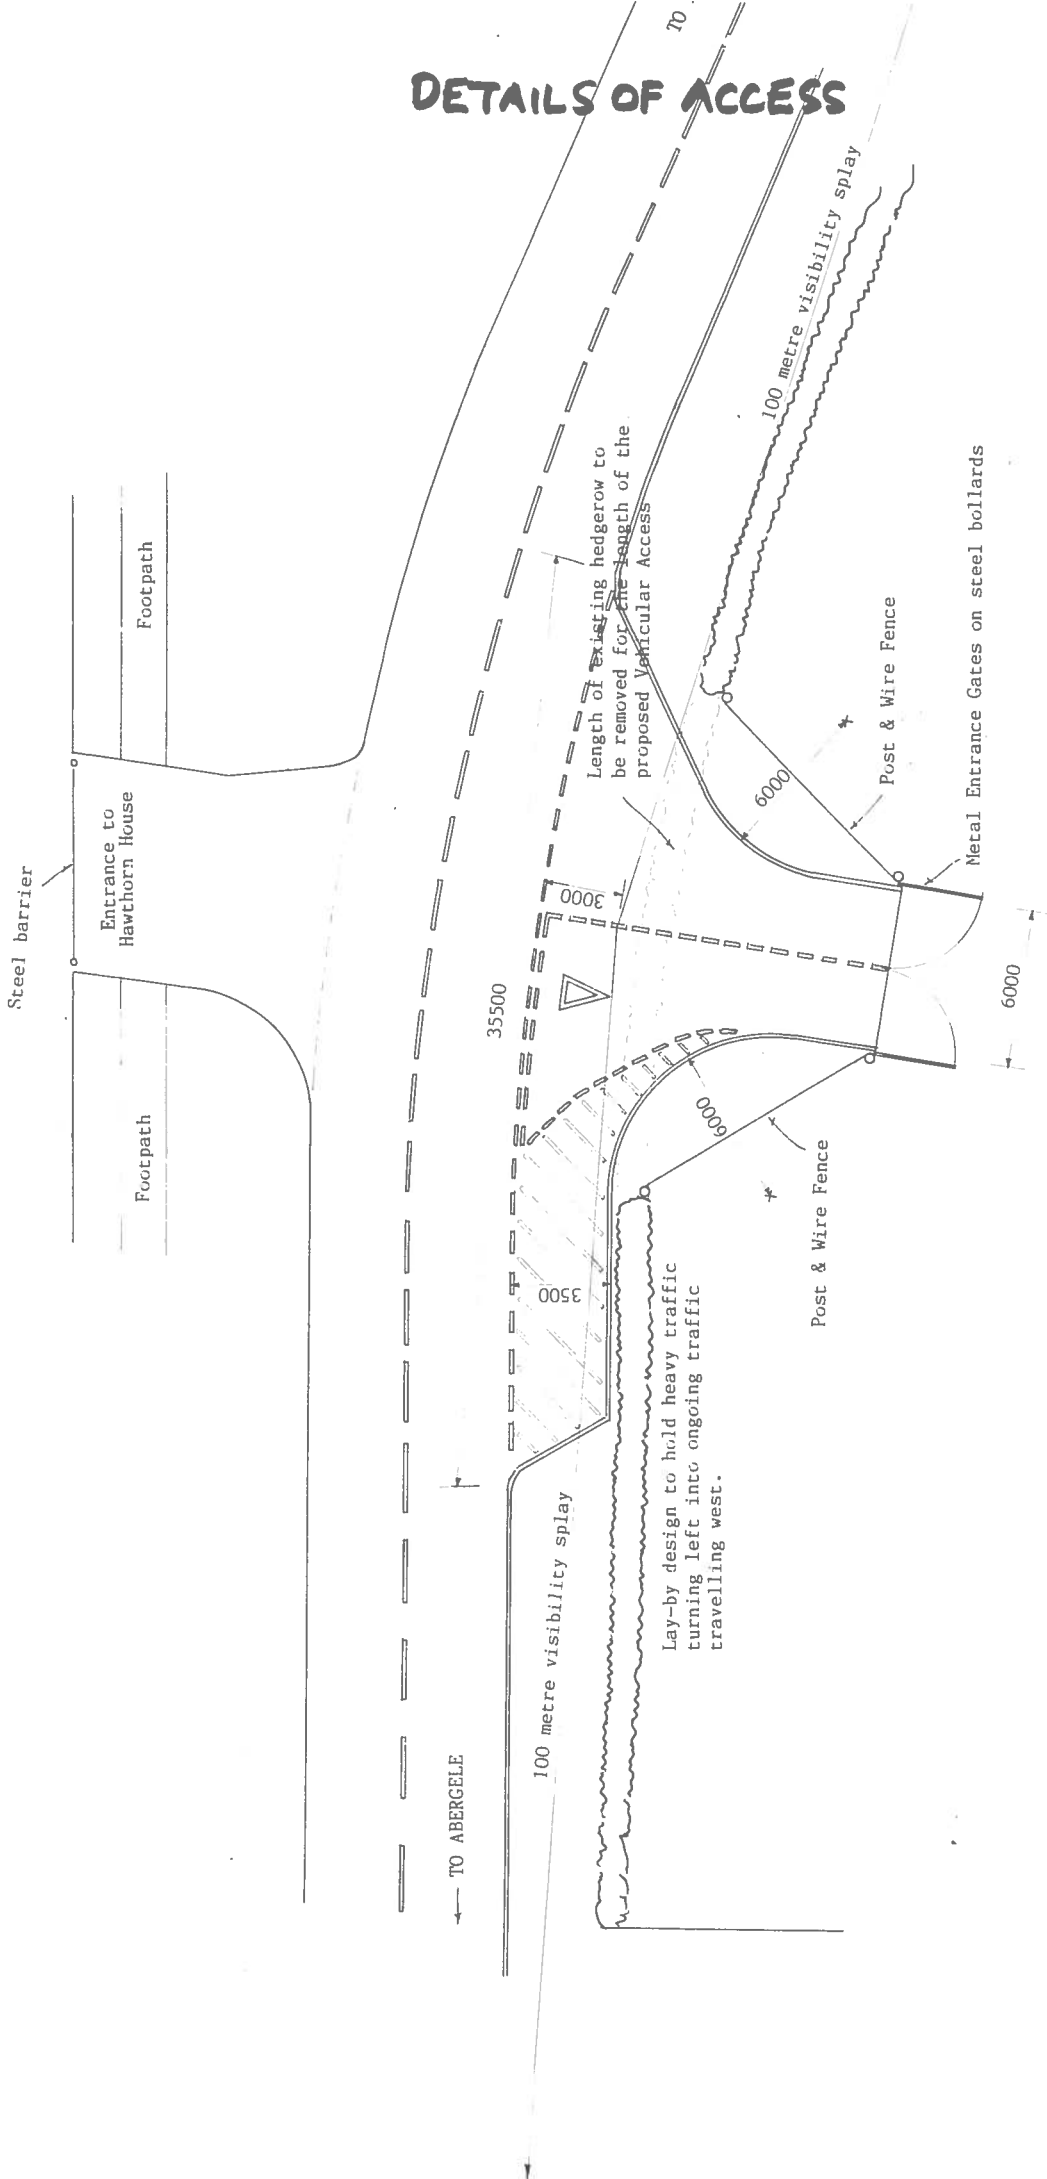 DETAILS OF ACCESS
TO
Steel barrier
Entrance to
Hawthorn House
Footpath
Footpath
100 metre visibility splay
Length of existing hedgerow to
be removed for the length of the
proposed Vehicular Access
35500
3000
6000
Post & Wire Fence
Metal Entrance Gates on steel bollards
6000
6000
Post & Wire Fence
3500
Lay-by design to hold heavy traffic
turning left into ongoing traffic
travelling west.
100 metre visibility splay
← TO ABERGELE